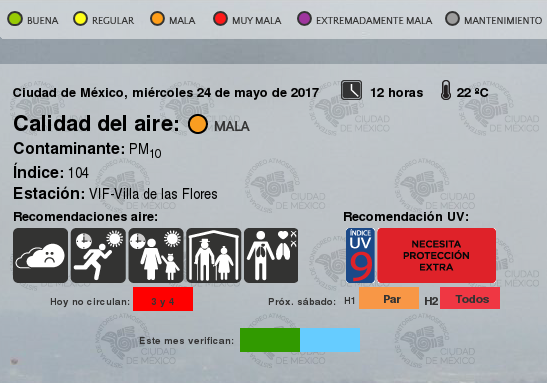 BUENA REGULAR MALA MUY MALA EXTREMADAMENTE MALA MANTENIMIENTO
Ciudad de México, miércoles 24 de mayo de 2017 12 horas 22 ºC
Calidad del aire: MALA
Contaminante: PM10
Índice: 104
Estación: VIF-Villa de las Flores
Recomendaciones aire: Recomendación UV:
ÍNDICE UV 9
NECESITA PROTECCIÓN EXTRA
Hoy no circulan: 3 y 4 Próx. sábado: H1 Par H2 Todos
Este mes verifican: